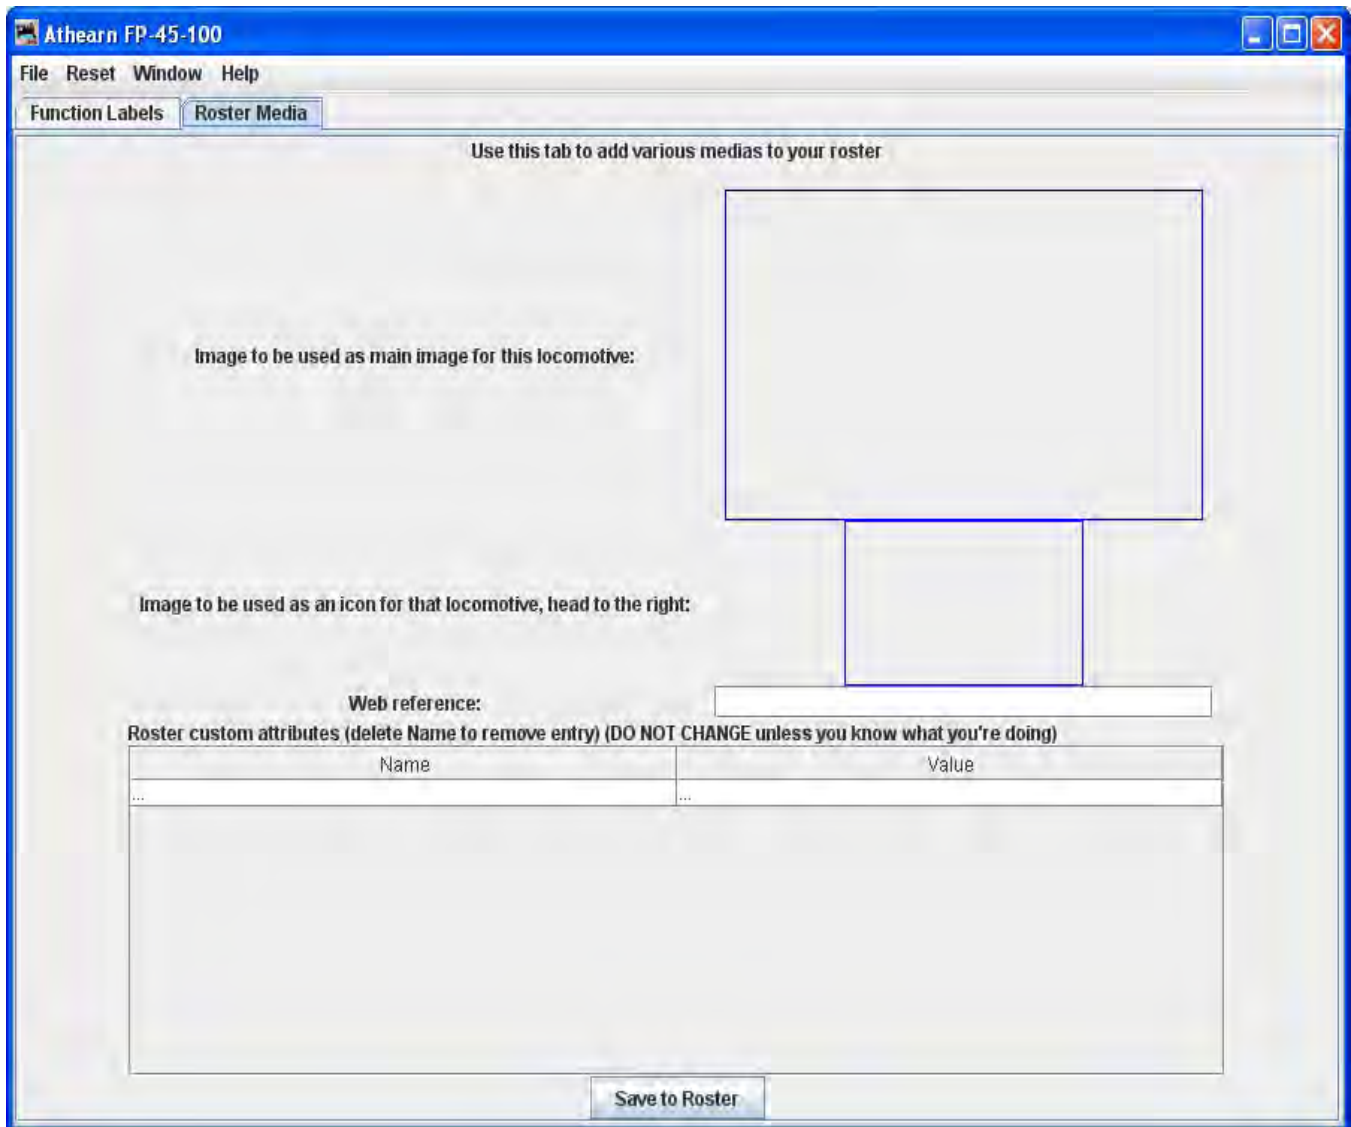 Athearn FP-45-100
File Reset Window Help
Function Labels Roster Media
Use this tab to add various medias to your roster
Image to be used as main image for this locomotive:
Image to be used as an icon for that locomotive, head to the right:
Web reference:
Roster custom attributes (delete Name to remove entry) (DO NOT CHANGE unless you know what you're doing)
Name Value
... ...
Save to Roster